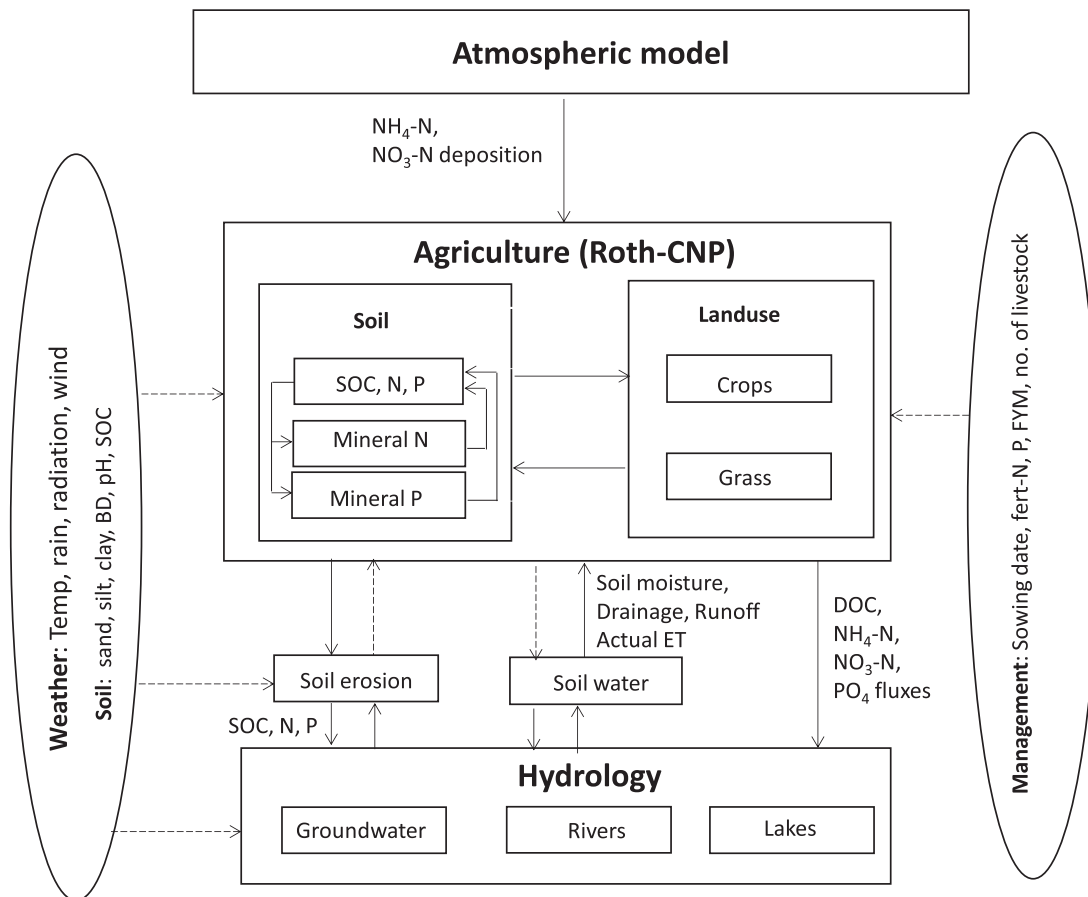 Atmospheric model
NH₄-N,
NO₃-N deposition
Weather: Temp, rain, radiation, wind
Soil: sand, silt, clay, BD, pH, SOC
Agriculture (Roth-CNP)
Soil
SOC, N, P
Mineral N
Mineral P
Landuse
Crops
Grass
Management: Sowing date, fert-N, P, FYM, no. of livestock
Soil moisture,
Drainage, Runoff
Actual ET
DOC,
NH₄-N,
NO₃-N,
PO₄ fluxes
Soil erosion
Soil water
SOC, N, P
Hydrology
Groundwater
Rivers
Lakes